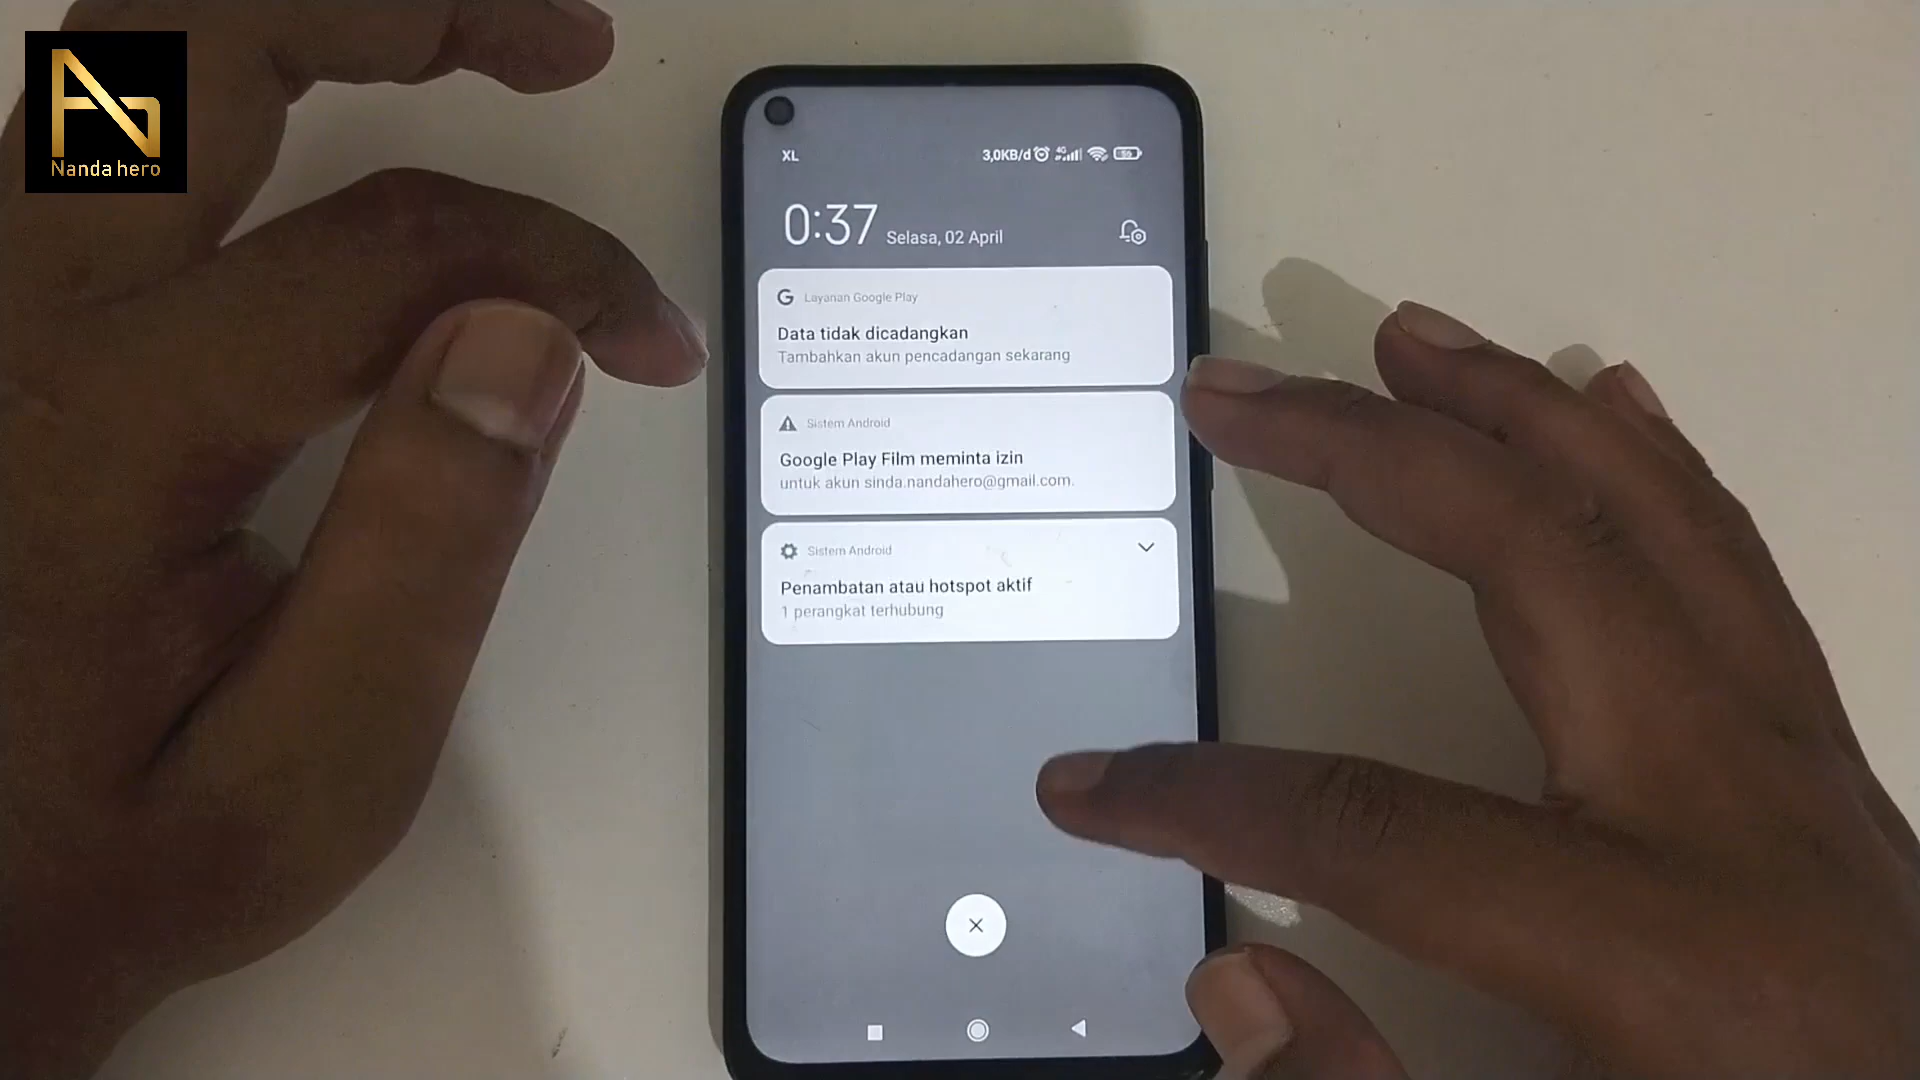 Nanda hero
XL
3,0KB/d 4G 56
0:37 Selasa, 02 April
Layanan Google Play
Data tidak dicadangkan
Tambahkan akun pencadangan sekarang
Sistem Android
Google Play Film meminta izin
untuk akun sinda.nandahero@gmail.com.
Sistem Android
Penambatan atau hotspot aktif
1 perangkat terhubung